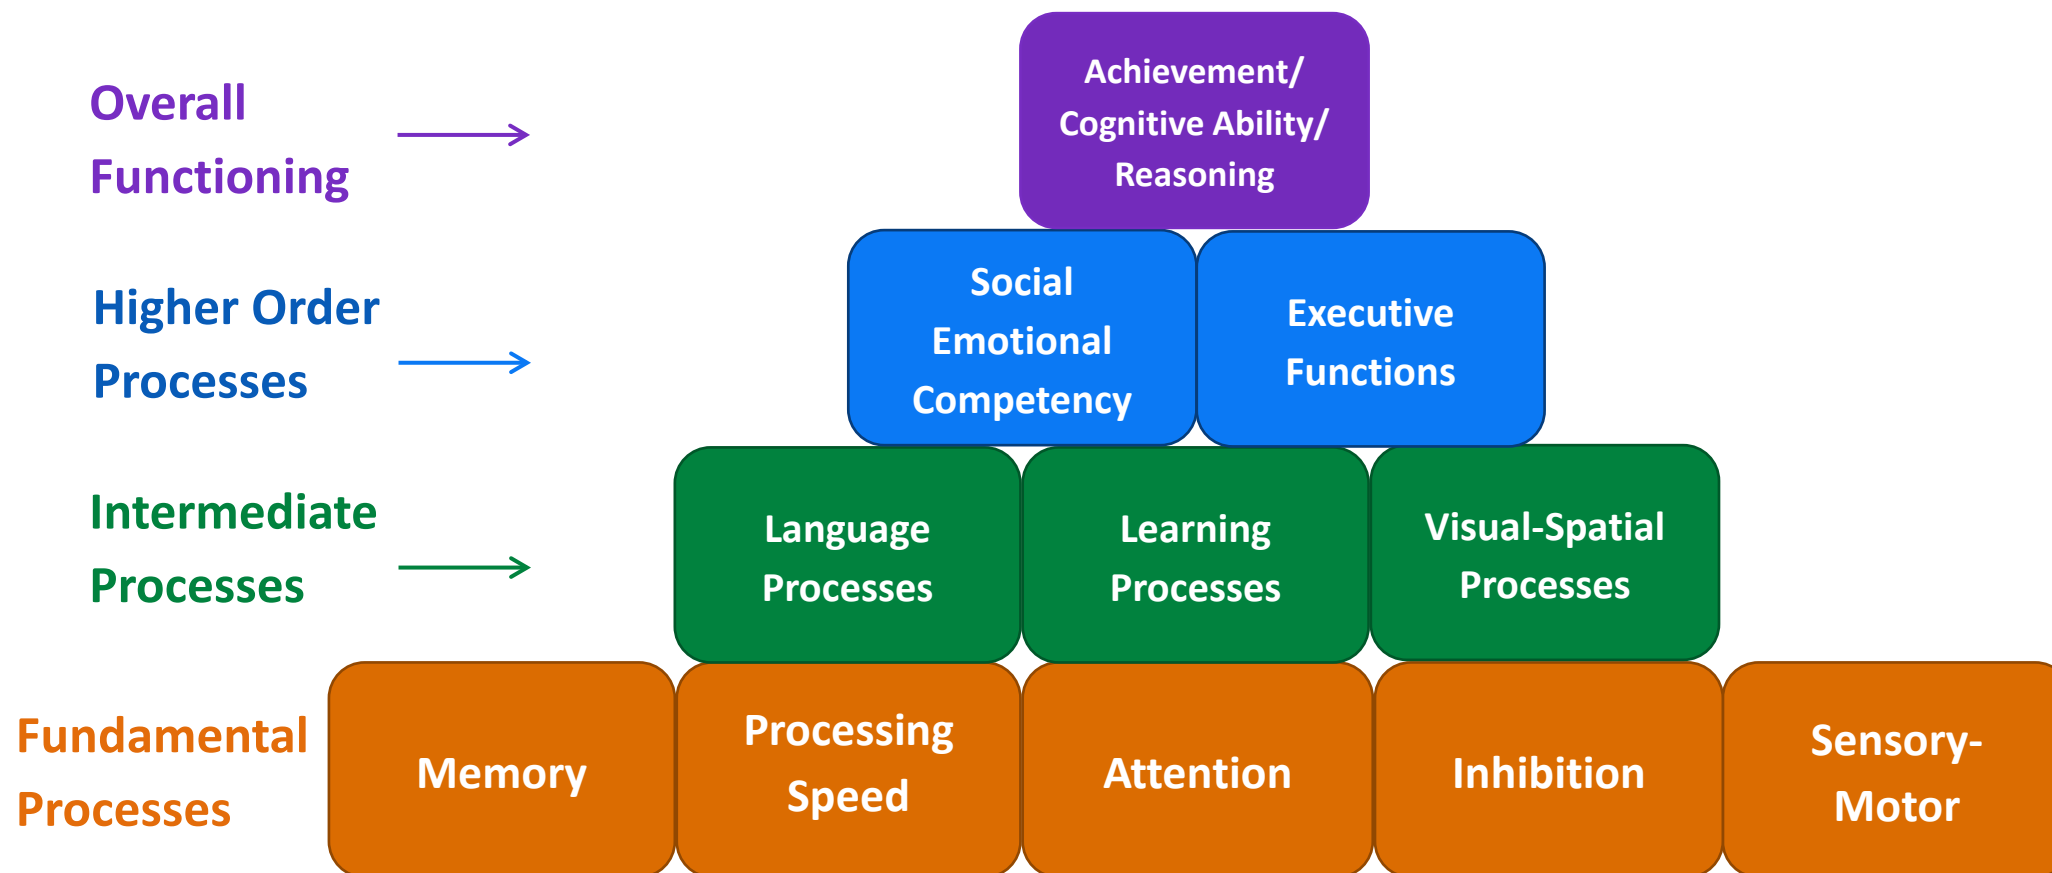 Overall
Functioning
Achievement/
Cognitive Ability/
Reasoning
Higher Order
Processes
Social
Emotional
Competency
Executive
Functions
Intermediate
Processes
Language
Processes
Learning
Processes
Visual-Spatial
Processes
Fundamental
Processes
Memory
Processing
Speed
Attention
Inhibition
Sensory-
Motor